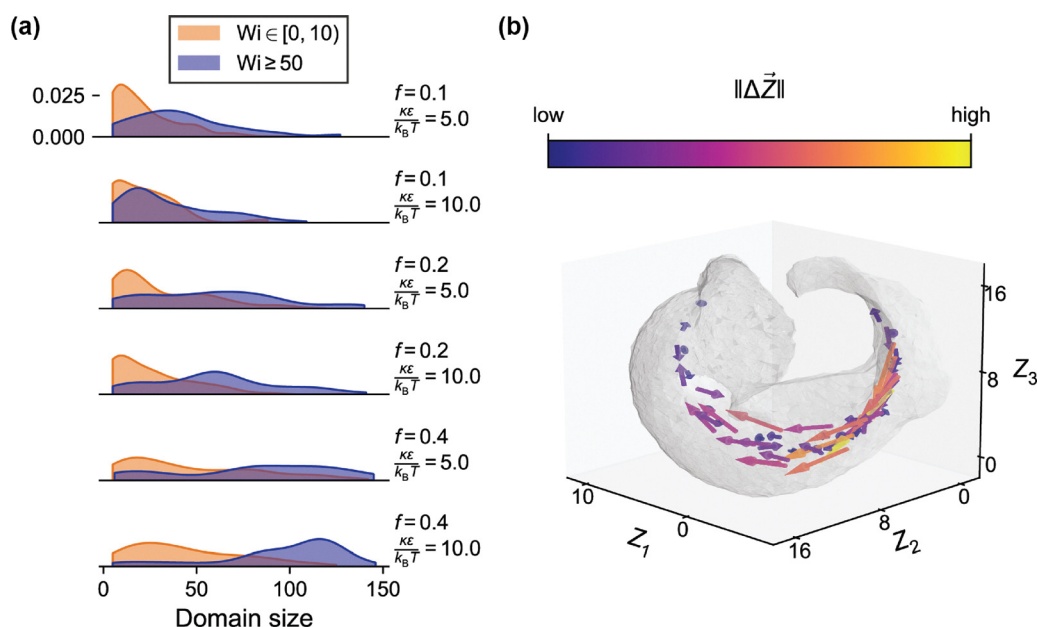 (a)
Wi ∈ [0, 10)
Wi ≥ 50
0.025
0.000
f = 0.1
κε/k_BT = 5.0
f = 0.1
κε/k_BT = 10.0
f = 0.2
κε/k_BT = 5.0
f = 0.2
κε/k_BT = 10.0
f = 0.4
κε/k_BT = 5.0
f = 0.4
κε/k_BT = 10.0
0 50 100 150
Domain size
(b)
‖ΔZ⃗‖
low high
16
8
0
Z₃
10
0
Z₁
16
8
0
Z₂